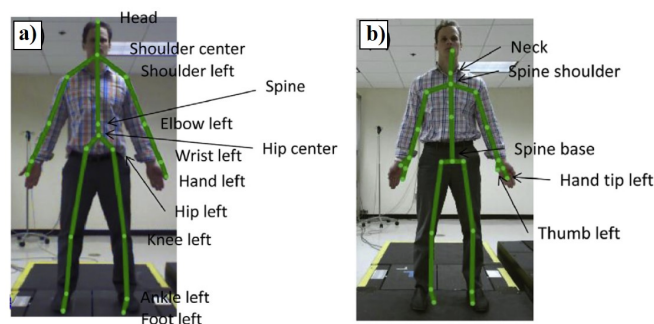 a)
Head
Shoulder center
Shoulder left
Spine
Elbow left
Hip center
Wrist left
Hand left
Hip left
Knee left
Ankle left
Foot left
b)
Neck
Spine shoulder
Spine base
Hand tip left
Thumb left